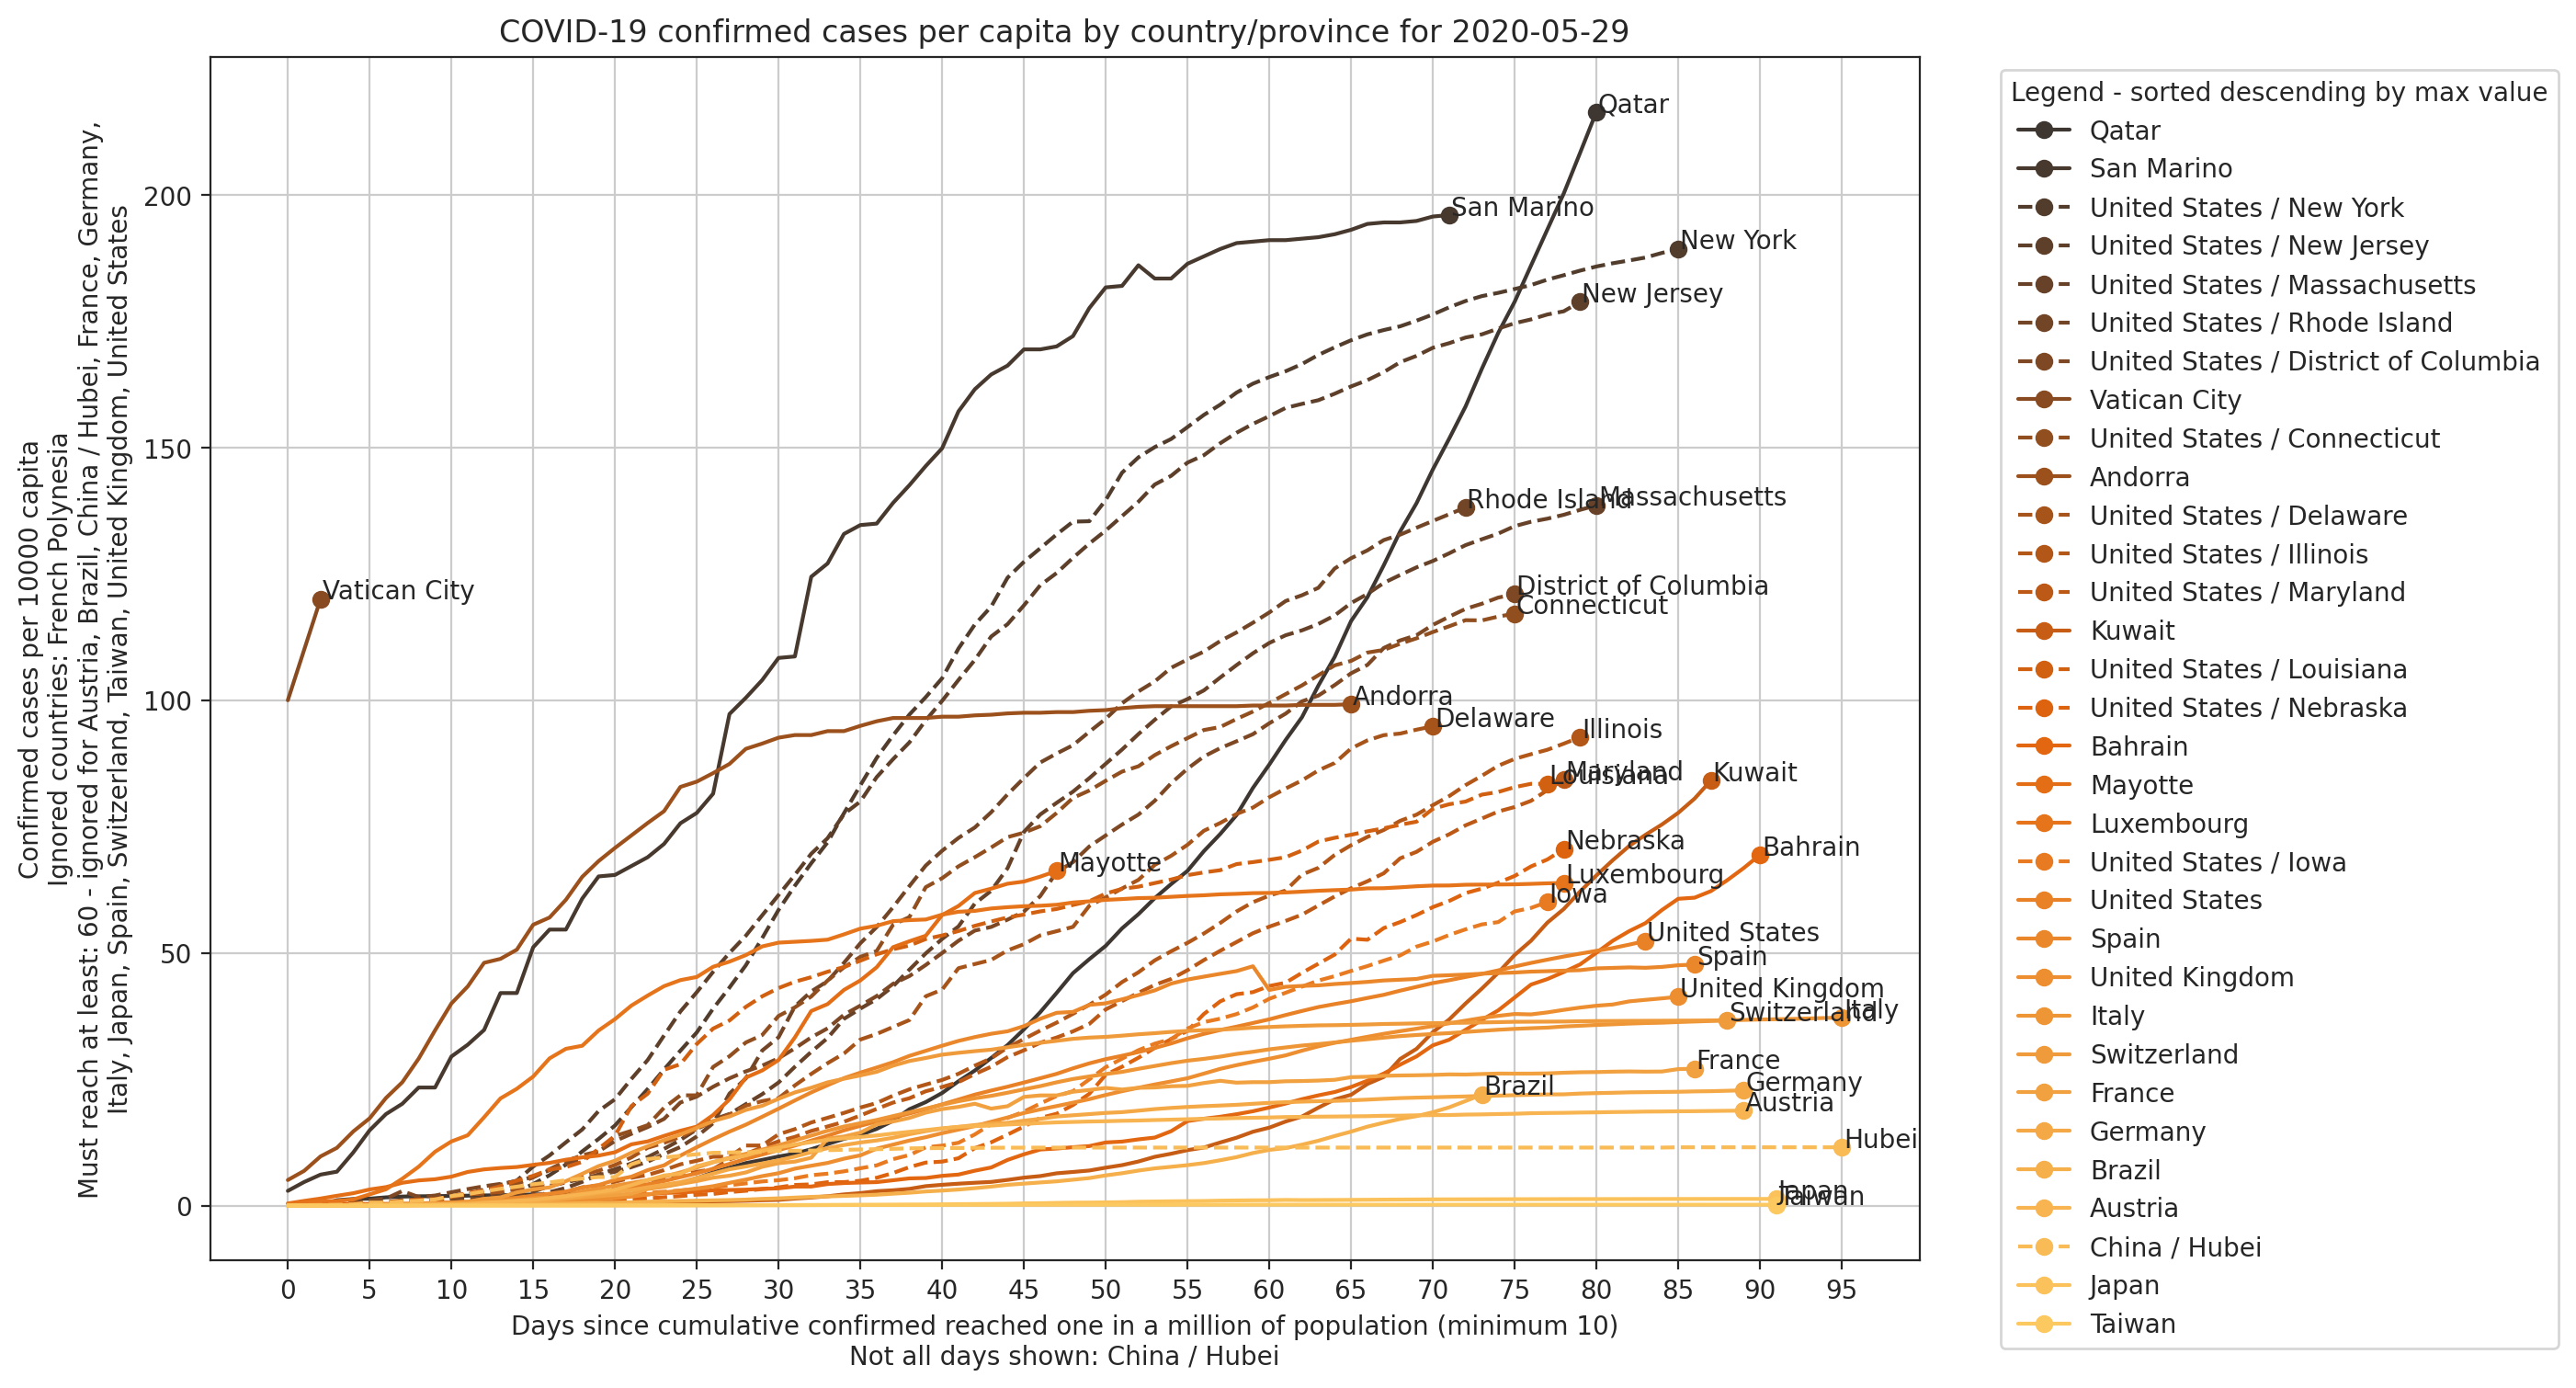 COVID-19 confirmed cases per capita by country/province for 2020-05-29
Confirmed cases per 10000 capita
Ignored countries: French Polynesia
Must reach at least: 60 - ignored for Austria, Brazil, China / Hubei, France, Germany,
Italy, Japan, Spain, Switzerland, Taiwan, United Kingdom, United States
200
150
100
50
0
Qatar
San Marino
New York
New Jersey
Rhode Island
Massachusetts
Vatican City
District of Columbia
Connecticut
Andorra
Delaware
Illinois
Maryland
Louisiana
Kuwait
Nebraska
Bahrain
Mayotte
Luxembourg
Iowa
United States
Spain
United Kingdom
Switzerland
Italy
France
Germany
Brazil
Austria
Hubei
Japan
Taiwan
0 5 10 15 20 25 30 35 40 45 50 55 60 65 70 75 80 85 90 95
Days since cumulative confirmed reached one in a million of population (minimum 10)
Not all days shown: China / Hubei
Legend - sorted descending by max value
Qatar
San Marino
United States / New York
United States / New Jersey
United States / Massachusetts
United States / Rhode Island
United States / District of Columbia
Vatican City
United States / Connecticut
Andorra
United States / Delaware
United States / Illinois
United States / Maryland
Kuwait
United States / Louisiana
United States / Nebraska
Bahrain
Mayotte
Luxembourg
United States / Iowa
United States
Spain
United Kingdom
Italy
Switzerland
France
Germany
Brazil
Austria
China / Hubei
Japan
Taiwan